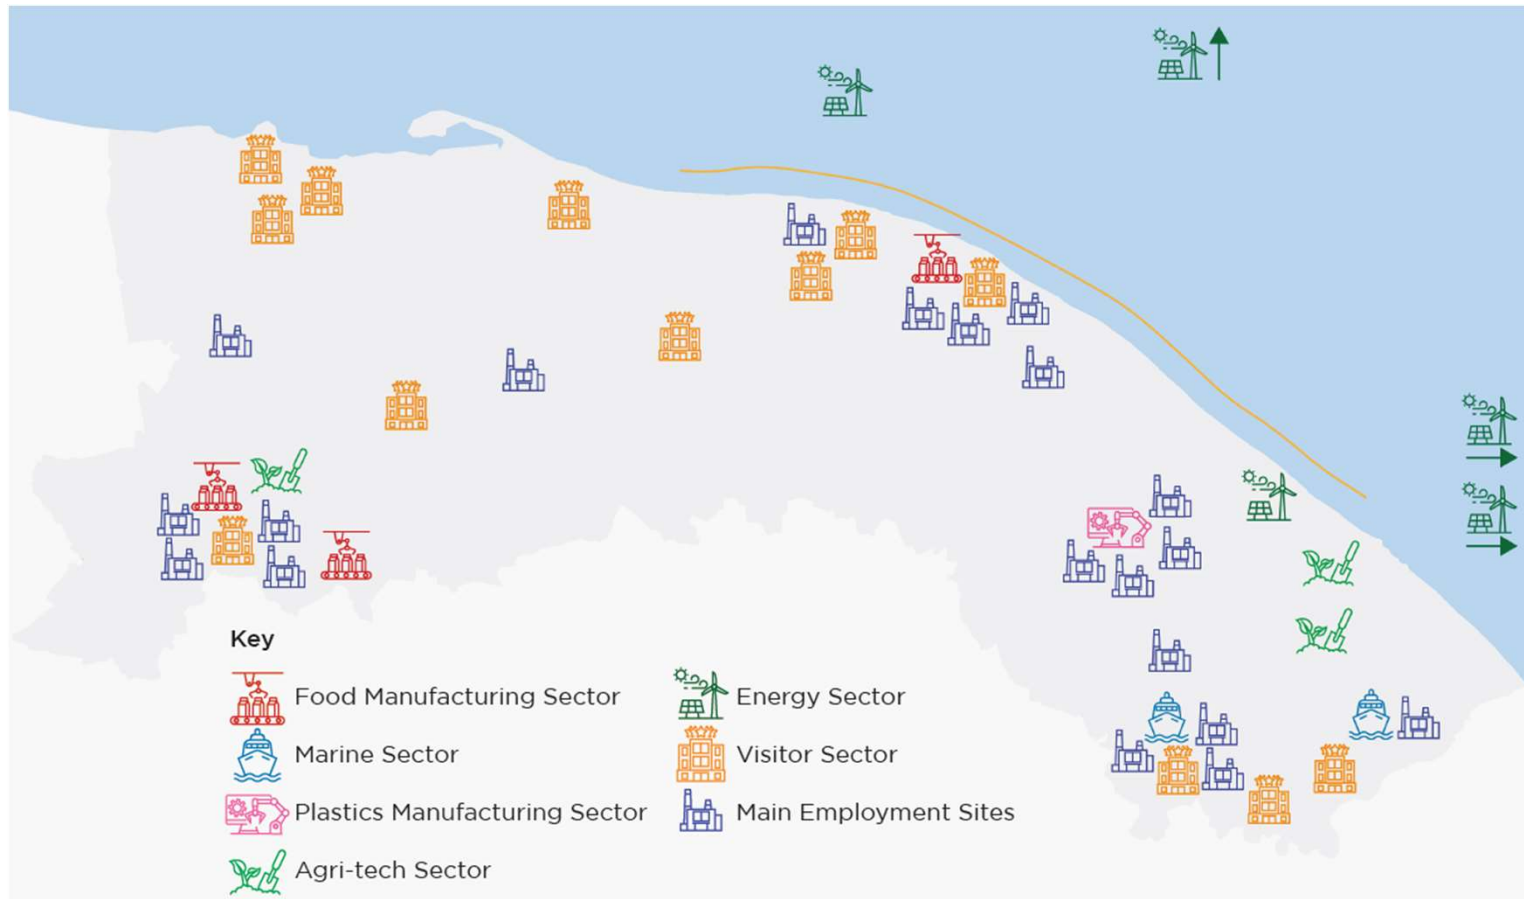 Key
Food Manufacturing Sector
Marine Sector
Plastics Manufacturing Sector
Agri-tech Sector
Energy Sector
Visitor Sector
Main Employment Sites